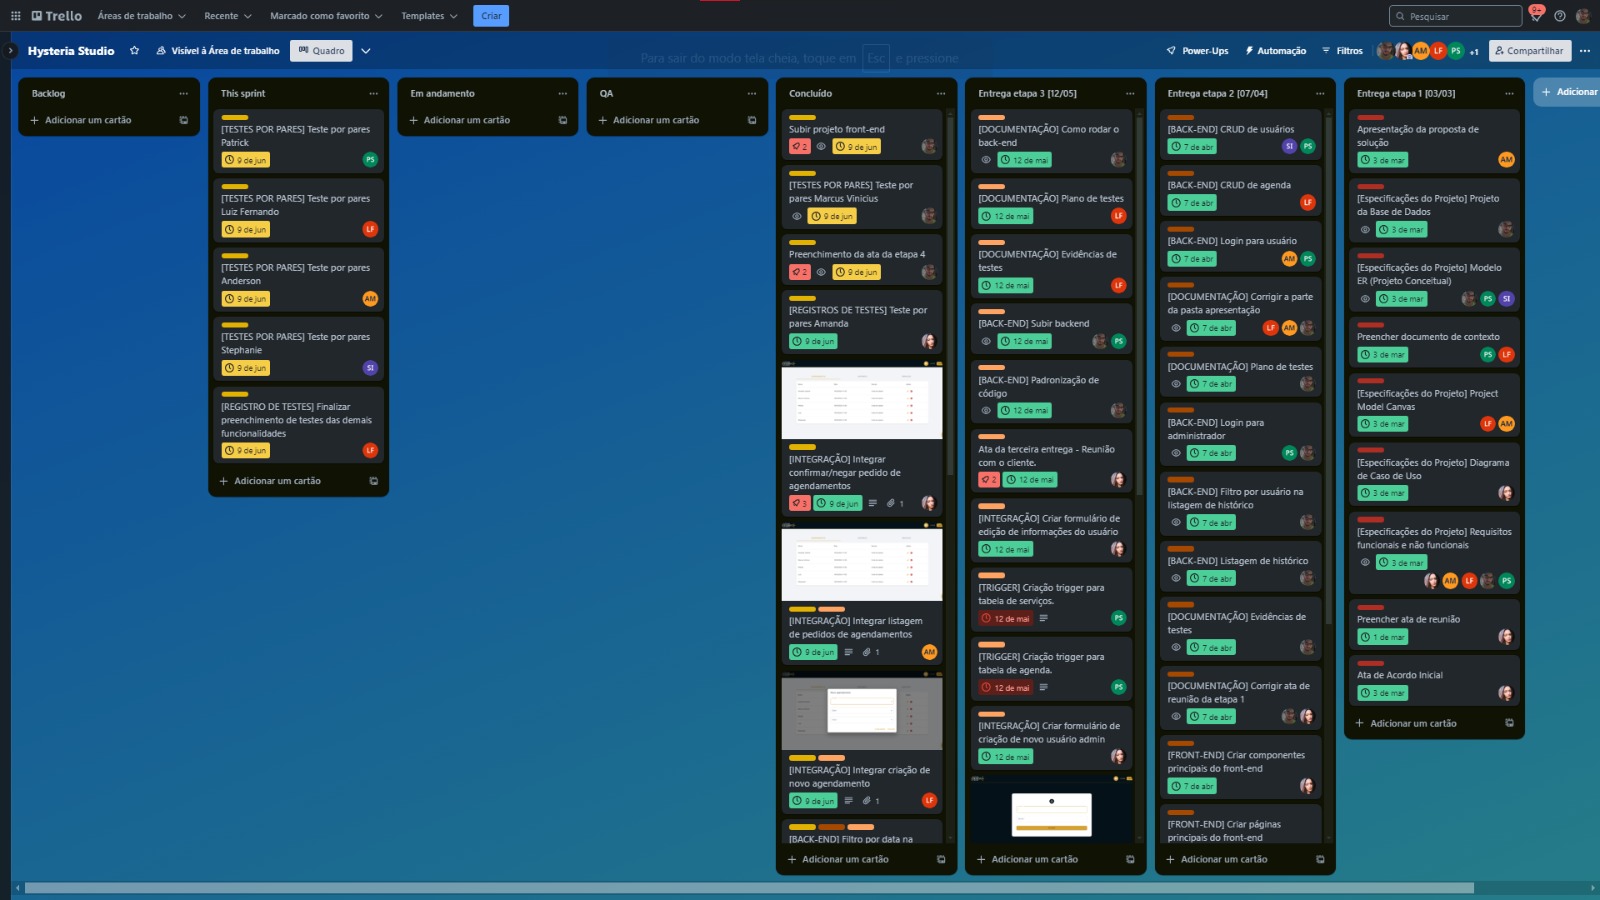 Trello
Áreas de trabalho
Recente
Marcado como favorito
Templates
Criar
Pesquisar
9+
Hysteria Studio
Visível à Área de trabalho
Quadro
Power-Ups
Automação
Filtros
AM
LF
PS
+1
Compartilhar
Para sair do modo tela cheia, toque em Esc e pressione
Backlog
Adicionar um cartão
This sprint
[TESTES POR PARES] Teste por pares
Patrick
9 de jun
PS
[TESTES POR PARES] Teste por pares
Luiz Fernando
9 de jun
LF
[TESTES POR PARES] Teste por pares
Anderson
9 de jun
AM
[TESTES POR PARES] Teste por pares
Stephanie
9 de jun
SI
[REGISTRO DE TESTES] Finalizar
preenchimento de testes das demais
funcionalidades
9 de jun
LF
Adicionar um cartão
Em andamento
Adicionar um cartão
QA
Adicionar um cartão
Concluído
Subir projeto front-end
2
9 de jun
[TESTES POR PARES] Teste por
pares Marcus Vinicius
9 de jun
Preenchimento da ata da etapa 4
2
9 de jun
[REGISTROS DE TESTES] Teste por
pares Amanda
9 de jun
[INTEGRAÇÃO] Integrar
confirmar/negar pedido de
agendamentos
3
9 de jun
1
[INTEGRAÇÃO] Integrar listagem
de pedidos de agendamentos
9 de jun
1
AM
[INTEGRAÇÃO] Integrar criação de
novo agendamento
9 de jun
1
LF
[BACK-END] Filtro por data na
Adicionar um cartão
Entrega etapa 3 [12/05]
[DOCUMENTAÇÃO] Como rodar o
back-end
12 de mai
[DOCUMENTAÇÃO] Plano de testes
12 de mai
LF
[DOCUMENTAÇÃO] Evidências de
testes
12 de mai
LF
[BACK-END] Subir backend
12 de mai
PS
[BACK-END] Padronização de
código
12 de mai
Ata da terceira entrega - Reunião
com o cliente.
2
12 de mai
[INTEGRAÇÃO] Criar formulário de
edição de informações do usuário
12 de mai
[TRIGGER] Criação trigger para
tabela de serviços.
12 de mai
PS
[TRIGGER] Criação trigger para
tabela de agenda.
12 de mai
PS
[INTEGRAÇÃO] Criar formulário de
criação de novo usuário admin
12 de mai
Adicionar um cartão
Entrega etapa 2 [07/04]
[BACK-END] CRUD de usuários
7 de abr
SI
PS
[BACK-END] CRUD de agenda
7 de abr
LF
[BACK-END] Login para usuário
7 de abr
AM
PS
[DOCUMENTAÇÃO] Corrigir a parte
da pasta apresentação
7 de abr
LF
AM
[DOCUMENTAÇÃO] Plano de testes
7 de abr
[BACK-END] Login para
administrador
7 de abr
PS
[BACK-END] Filtro por usuário na
listagem de histórico
7 de abr
[BACK-END] Listagem de histórico
7 de abr
[DOCUMENTAÇÃO] Evidências de
testes
7 de abr
[DOCUMENTAÇÃO] Corrigir ata de
reunião da etapa 1
7 de abr
[FRONT-END] Criar componentes
principais do front-end
7 de abr
[FRONT-END] Criar páginas
principais do front-end
Adicionar um cartão
Entrega etapa 1 [03/03]
Apresentação da proposta de
solução
3 de mar
AM
[Especificações do Projeto] Projeto
da Base de Dados
3 de mar
[Especificações do Projeto] Modelo
ER (Projeto Conceitual)
3 de mar
PS
SI
Preencher documento de contexto
3 de mar
PS
LF
[Especificações do Projeto] Project
Model Canvas
3 de mar
LF
AM
[Especificações do Projeto] Diagrama
de Caso de Uso
3 de mar
[Especificações do Projeto] Requisitos
funcionais e não funcionais
3 de mar
AM
LF
PS
Preencher ata de reunião
1 de mar
Ata de Acordo Inicial
3 de mar
Adicionar um cartão
Adicionar